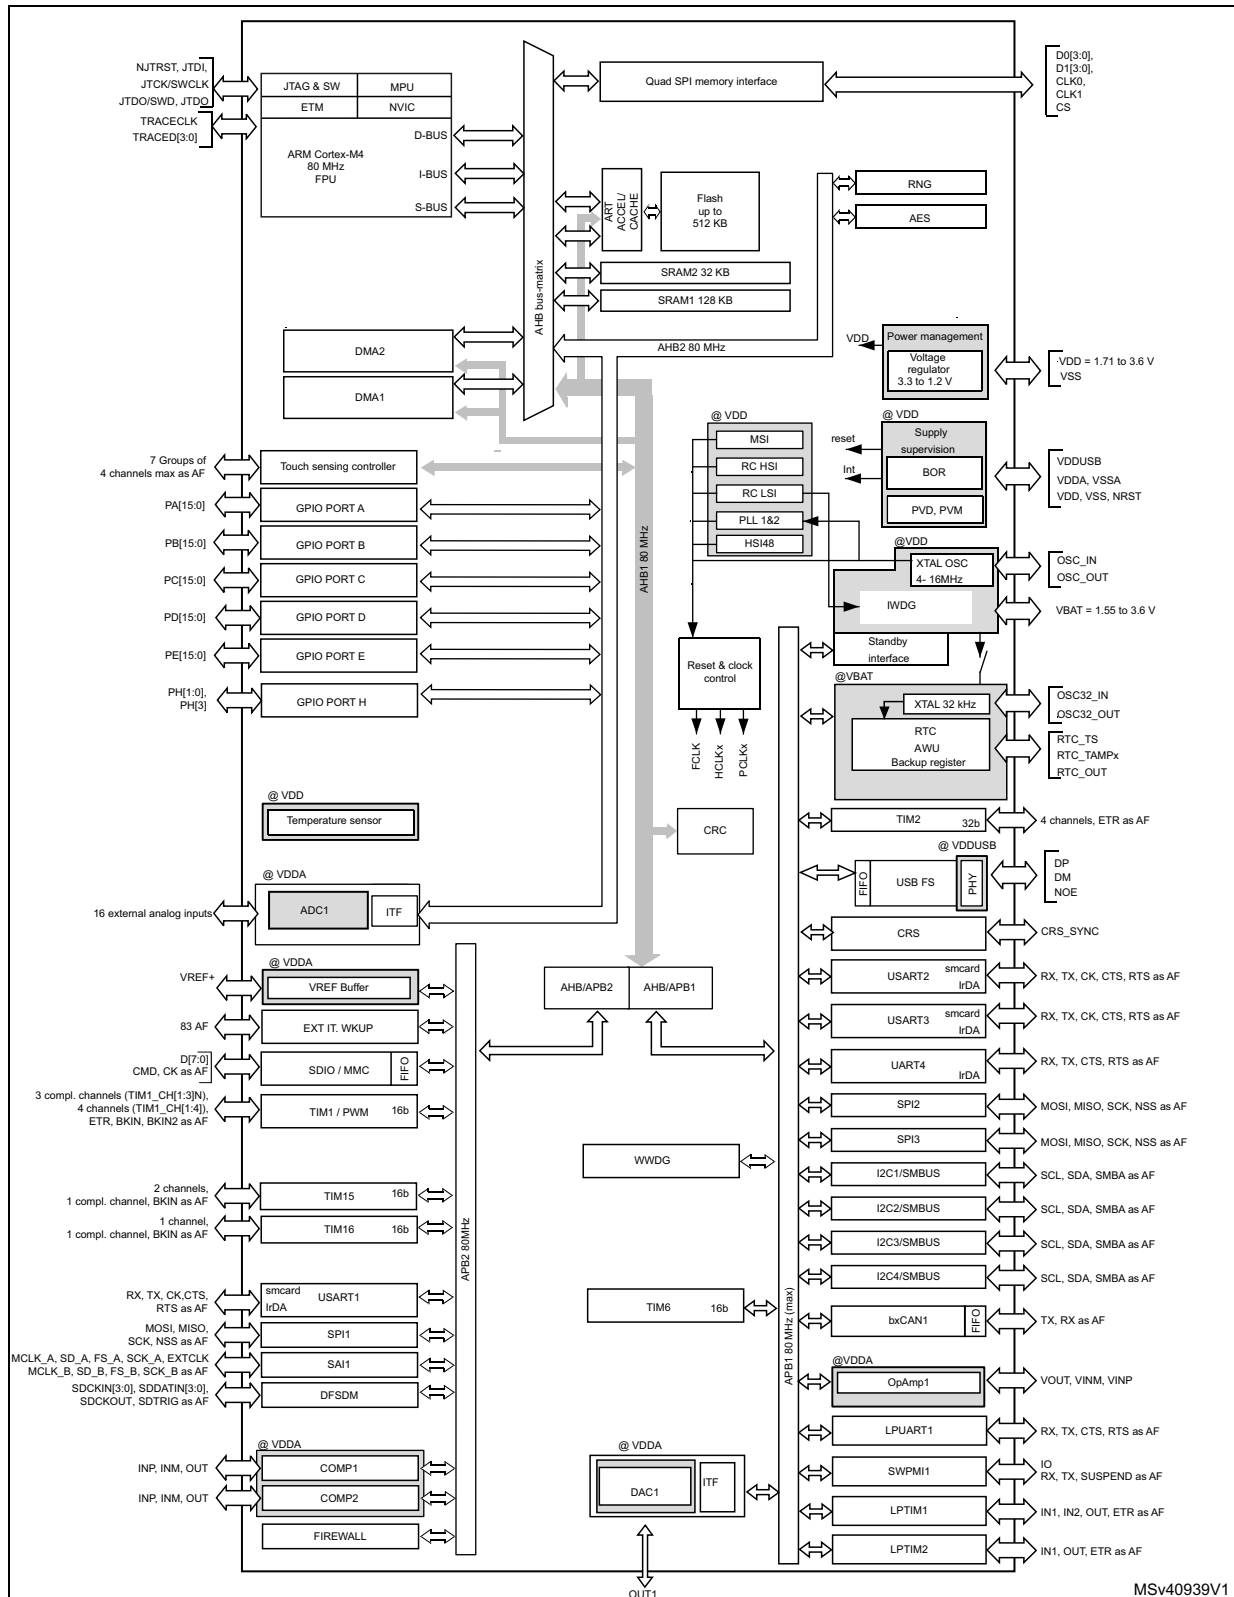 NJTRST, JTDI,
JTCK/SWCLK
JTDO/SWD, JTDO
TRACECLK
TRACED[3:0]
JTAG & SW
MPU
ETM
NVIC
ARM Cortex-M4
80 MHz
FPU
D-BUS
I-BUS
S-BUS
AHB bus-matrix
Quad SPI memory interface
D0[3:0],
D1[3:0],
CLK0,
CLK1
CS
ART
ACCEL/
CACHE
Flash
up to
512 KB
RNG
AES
SRAM2 32 KB
SRAM1 128 KB
AHB2 80 MHz
DMA2
DMA1
VDD
Power management
Voltage
regulator
3.3 to 1.2 V
VDD = 1.71 to 3.6 V
VSS
@ VDD
MSI
RC HSI
RC LSI
PLL 1&2
HSI48
@ VDD
reset
Int
Supply
supervision
BOR
PVD, PVM
VDDUSB
VDDA, VSSA
VDD, VSS, NRST
7 Groups of
4 channels max as AF
Touch sensing controller
PA[15:0]
GPIO PORT A
PB[15:0]
GPIO PORT B
PC[15:0]
GPIO PORT C
PD[15:0]
GPIO PORT D
PE[15:0]
GPIO PORT E
PH[1:0],
PH[3]
GPIO PORT H
AHB1 80 MHz
@VDD
XTAL OSC
4- 16MHz
IWDG
OSC_IN
OSC_OUT
VBAT = 1.55 to 3.6 V
Standby
interface
Reset & clock
control
FCLK
HCLKx
PCLKx
@VBAT
XTAL 32 kHz
RTC
AWU
Backup register
OSC32_IN
OSC32_OUT
RTC_TS
RTC_TAMPx
RTC_OUT
@ VDD
Temperature sensor
CRC
TIM2
32b
4 channels, ETR as AF
@ VDDUSB
FIFO
USB FS
PHY
DP
DM
NOE
@ VDDA
16 external analog inputs
ADC1
ITF
CRS
CRS_SYNC
@ VDDA
VREF+
VREF Buffer
AHB/APB2
AHB/APB1
USART2
smcard
IrDA
RX, TX, CK, CTS, RTS as AF
83 AF
EXT IT. WKUP
USART3
smcard
IrDA
RX, TX, CK, CTS, RTS as AF
D[7:0]
CMD, CK as AF
SDIO / MMC
FIFO
UART4
IrDA
RX, TX, CTS, RTS as AF
3 compl. channels (TIM1_CH[1:3]N),
4 channels (TIM1_CH[1:4]),
ETR, BKIN, BKIN2 as AF
TIM1 / PWM
16b
SPI2
MOSI, MISO, SCK, NSS as AF
SPI3
MOSI, MISO, SCK, NSS as AF
WWDG
I2C1/SMBUS
SCL, SDA, SMBA as AF
2 channels,
1 compl. channel, BKIN as AF
TIM15
16b
I2C2/SMBUS
SCL, SDA, SMBA as AF
1 channel,
1 compl. channel, BKIN as AF
TIM16
16b
I2C3/SMBUS
SCL, SDA, SMBA as AF
APB2 80MHz
I2C4/SMBUS
SCL, SDA, SMBA as AF
RX, TX, CK,CTS,
RTS as AF
smcard
IrDA
USART1
TIM6
16b
bxCAN1
FIFO
TX, RX as AF
MOSI, MISO,
SCK, NSS as AF
SPI1
APB1 80 MHz (max)
MCLK_A, SD_A, FS_A, SCK_A, EXTCLK
MCLK_B, SD_B, FS_B, SCK_B as AF
SAI1
@VDDA
OpAmp1
VOUT, VINM, VINP
SDCKIN[3:0], SDDATIN[3:0],
SDCKOUT, SDTRIG as AF
DFSDM
LPUART1
RX, TX, CTS, RTS as AF
@ VDDA
INP, INM, OUT
COMP1
@ VDDA
DAC1
ITF
SWPMI1
IO
RX, TX, SUSPEND as AF
INP, INM, OUT
COMP2
LPTIM1
IN1, IN2, OUT, ETR as AF
FIREWALL
LPTIM2
IN1, OUT, ETR as AF
OUT1
MSv40939V1